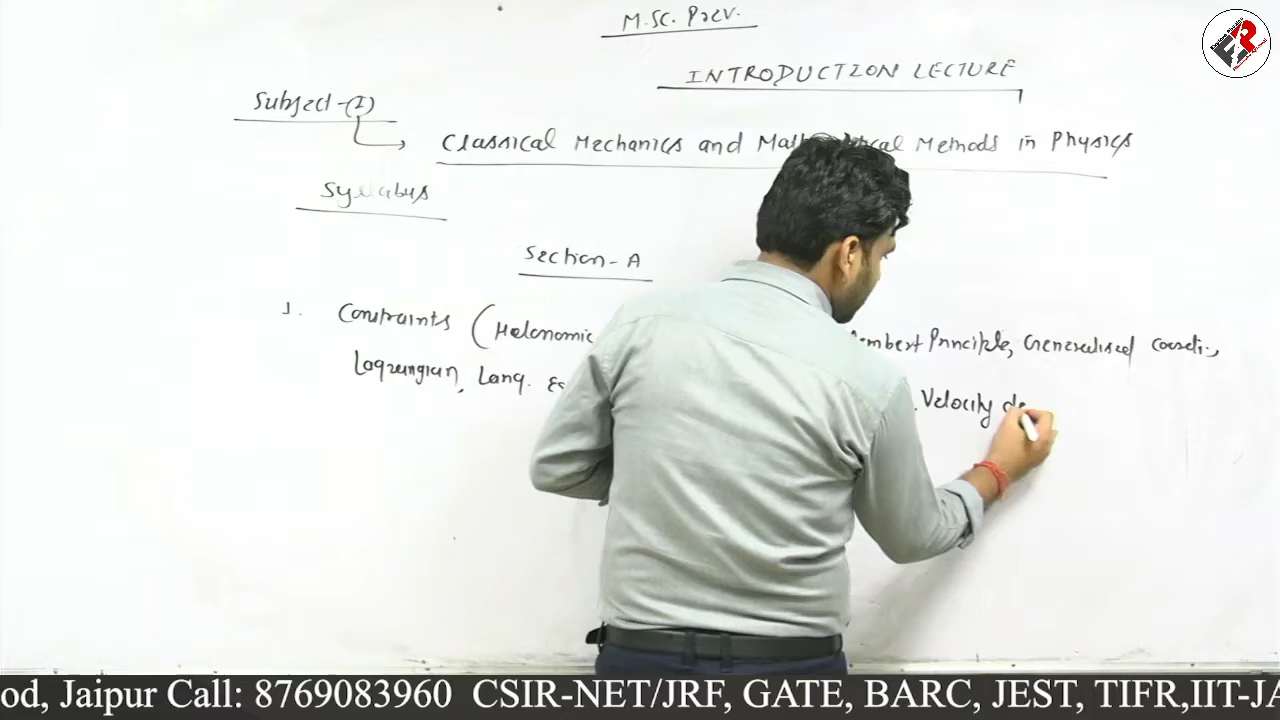 M.Sc. Prev.
INTRODUCTION LECTURE
Subject-(I)
Classical Mechanics and Methods in Physics
Syllabus
Section-A
1. Constraints (Holonomic Principle, Generalised Coordi.,
Lagrangian, Lang. Velocity de
od, Jaipur Call: 8769083960 CSIR-NET/JRF, GATE, BARC, JEST, TIFR,IIT-JA